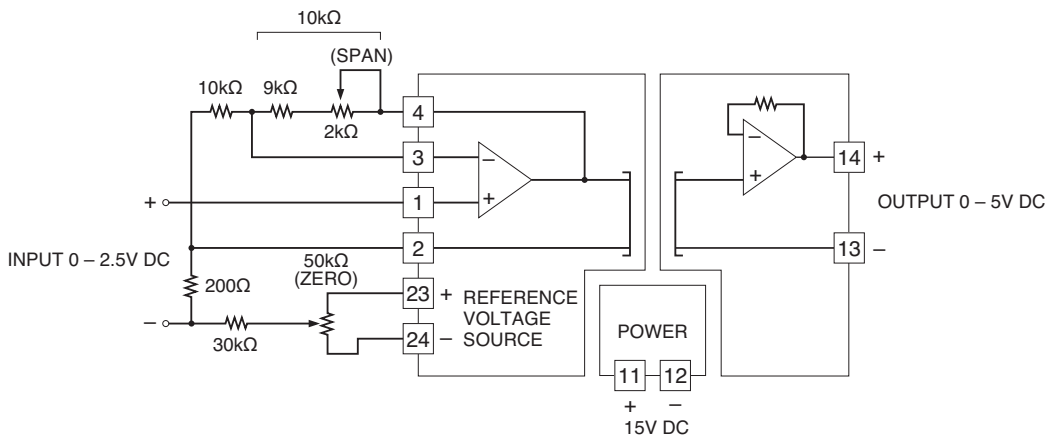 10kΩ
(SPAN)
10kΩ
9kΩ
2kΩ
4
3
1
2
23
24
–
+
+
INPUT 0 – 2.5V DC
–
200Ω
30kΩ
50kΩ
(ZERO)
+
–
REFERENCE
VOLTAGE
SOURCE
POWER
11
12
+
–
15V DC
–
+
14
+
OUTPUT 0 – 5V DC
13
–